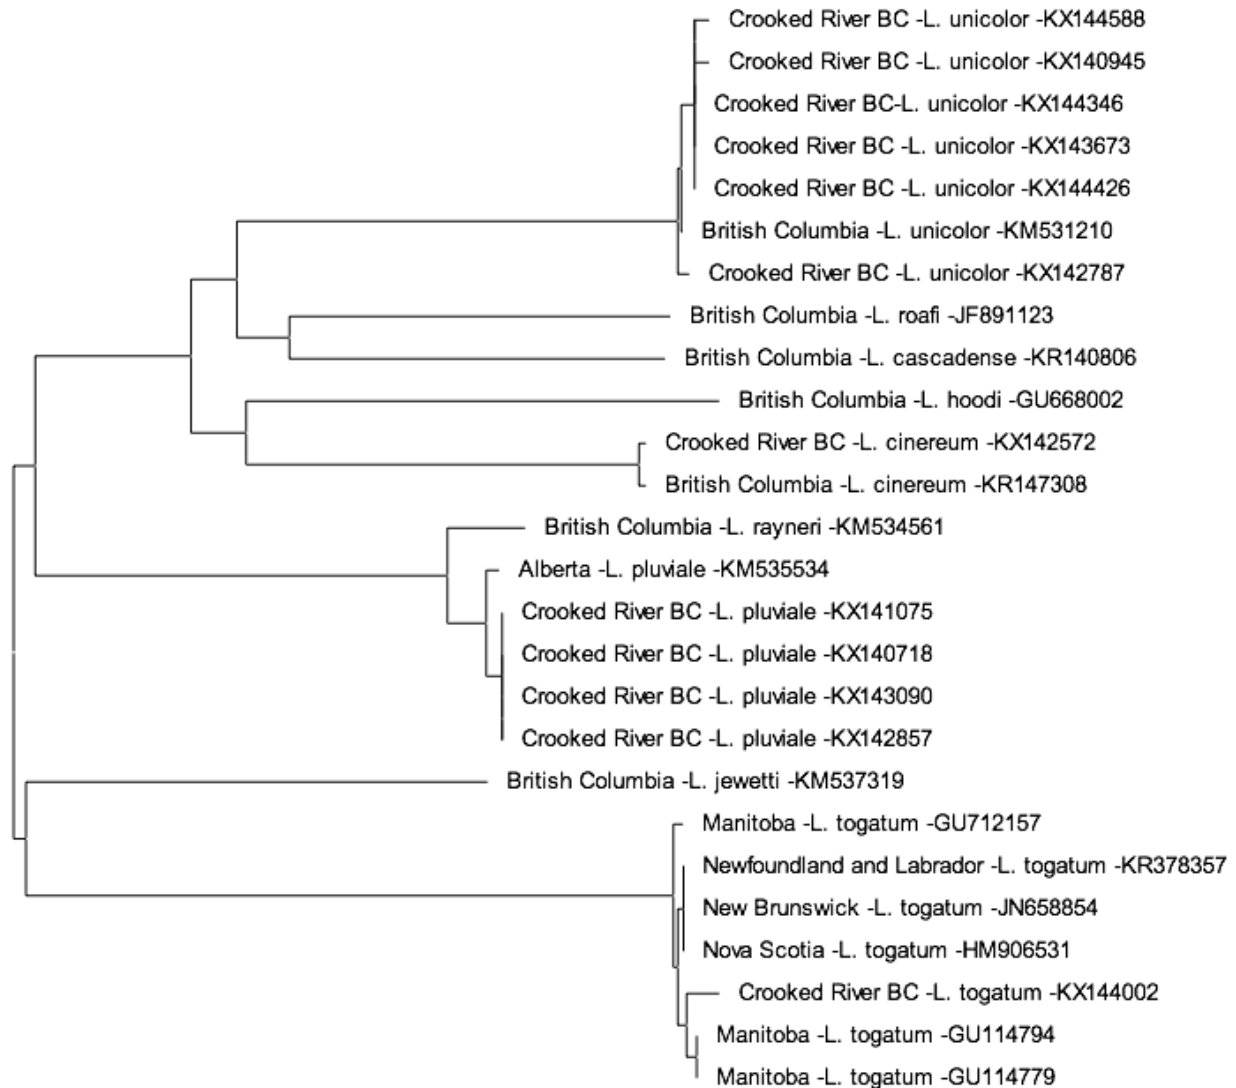 Crooked River BC -L. unicolor -KX144588
Crooked River BC -L. unicolor -KX140945
Crooked River BC-L. unicolor -KX144346
Crooked River BC -L. unicolor -KX143673
Crooked River BC -L. unicolor -KX144426
British Columbia -L. unicolor -KM531210
Crooked River BC -L. unicolor -KX142787
British Columbia -L. roafi -JF891123
British Columbia -L. cascadense -KR140806
British Columbia -L. hoodi -GU668002
Crooked River BC -L. cinereum -KX142572
British Columbia -L. cinereum -KR147308
British Columbia -L. rayneri -KM534561
Alberta -L. pluviale -KM535534
Crooked River BC -L. pluviale -KX141075
Crooked River BC -L. pluviale -KX140718
Crooked River BC -L. pluviale -KX143090
Crooked River BC -L. pluviale -KX142857
British Columbia -L. jewetti -KM537319
Manitoba -L. togatum -GU712157
Newfoundland and Labrador -L. togatum -KR378357
New Brunswick -L. togatum -JN658854
Nova Scotia -L. togatum -HM906531
Crooked River BC -L. togatum -KX144002
Manitoba -L. togatum -GU114794
Manitoba -L. togatum -GU114779